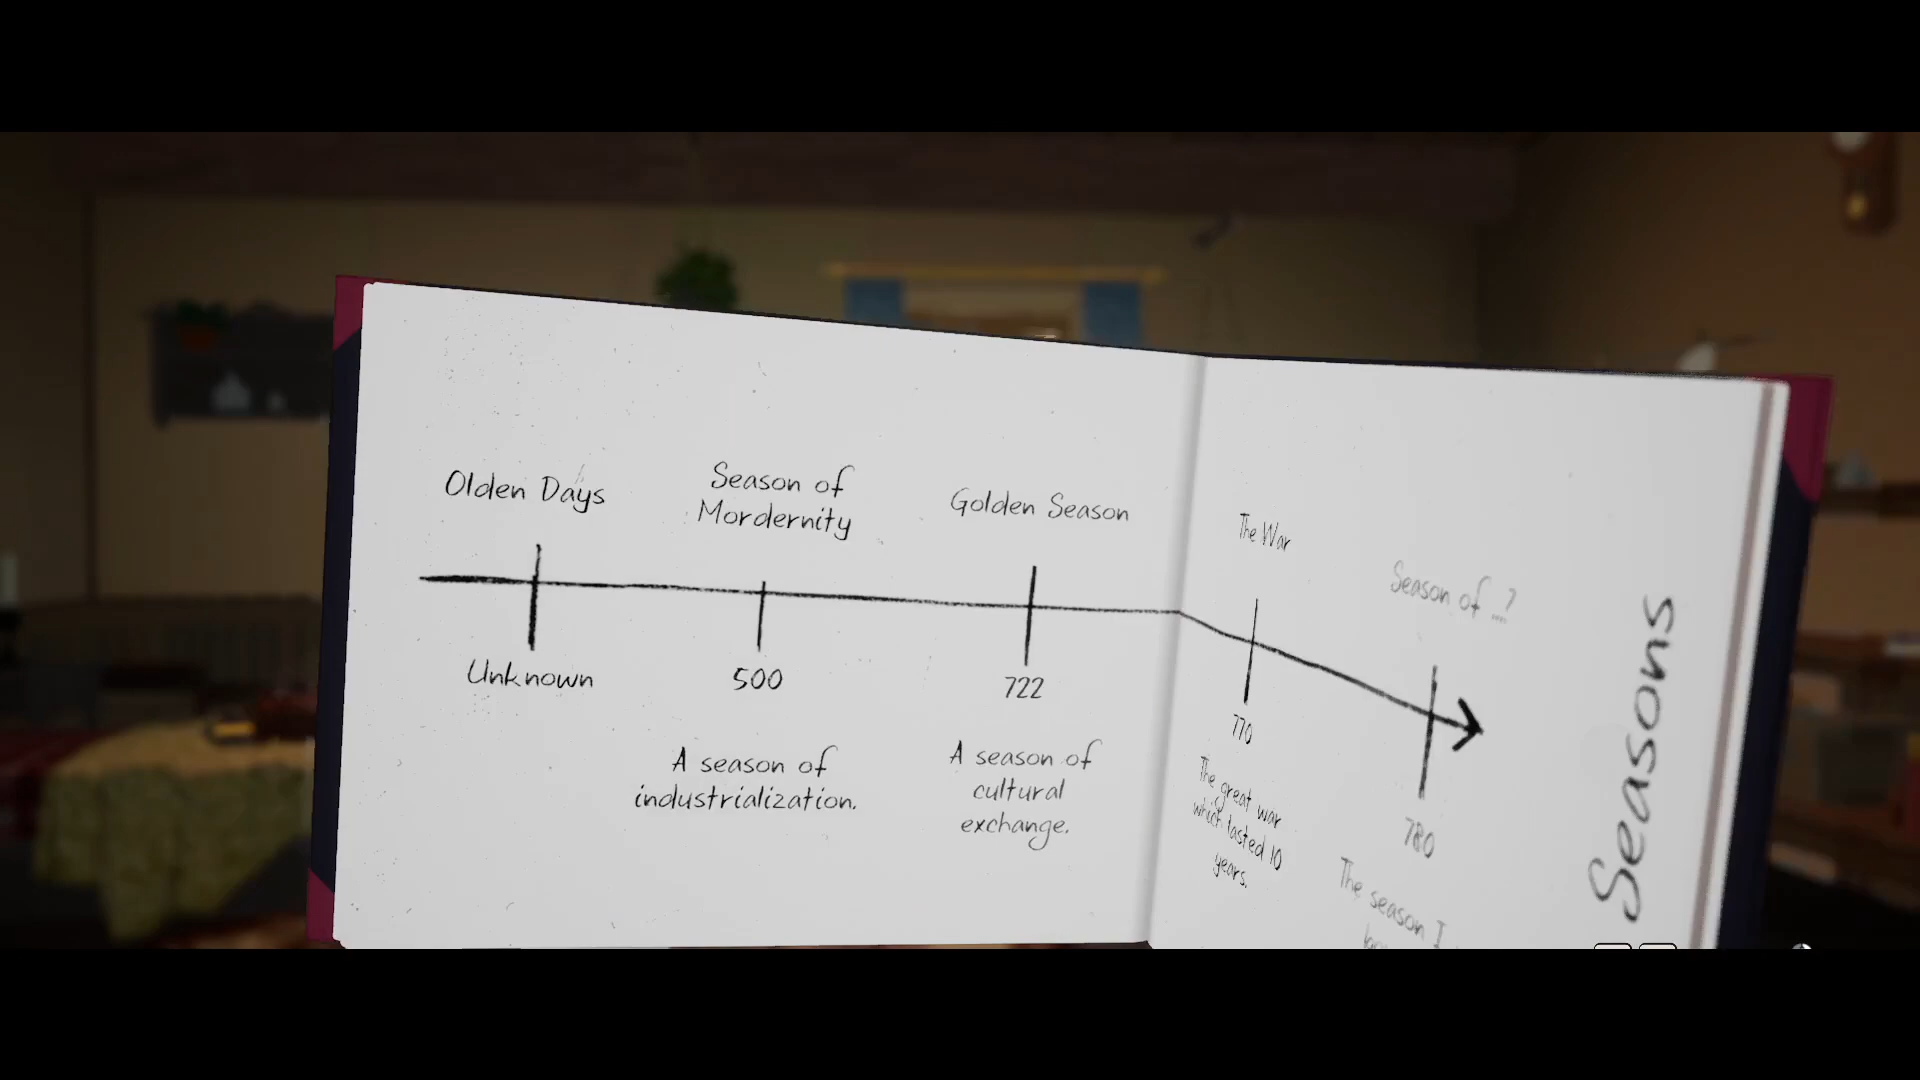 Olden Days
Season of
Mordernity
Golden Season
The War
Season of ...?
Unknown
500
722
770
780
A season of
industrialization.
A season of
cultural
exchange.
The great war
which lasted 10
years.
The season I
Seasons